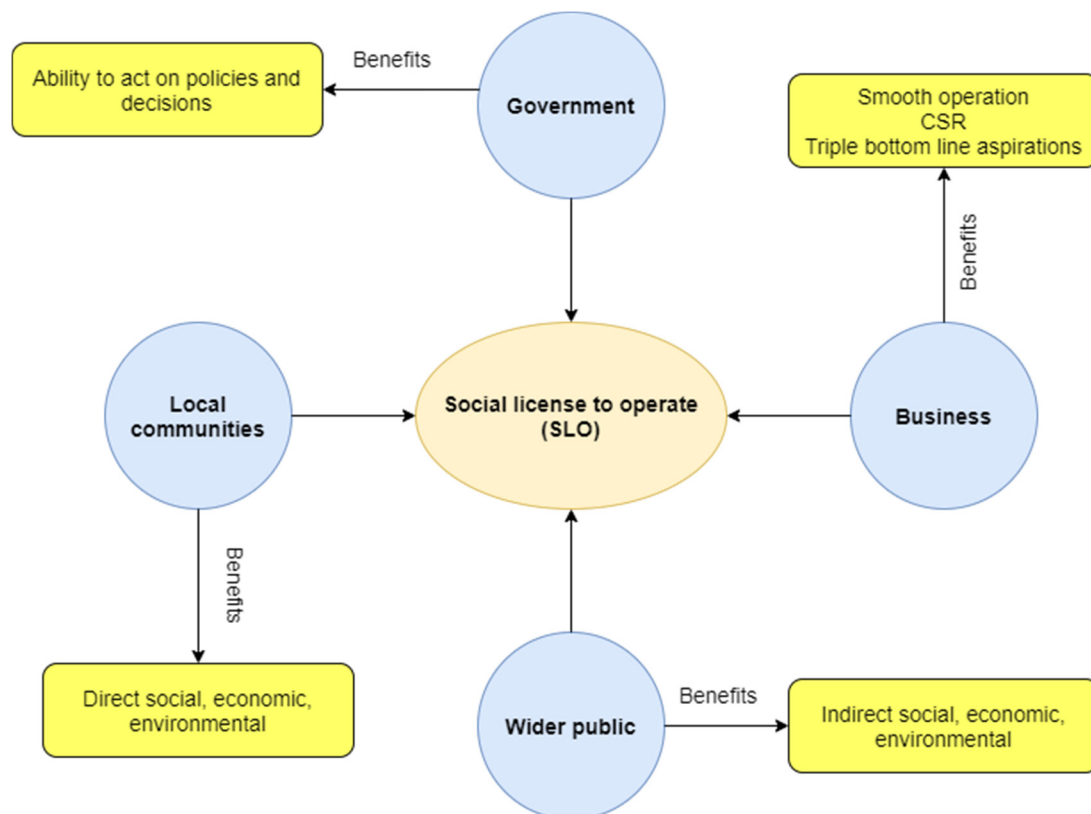 Benefits
Ability to act on policies and
decisions
Government
Smooth operation
CSR
Triple bottom line aspirations
Benefits
Local
communities
Social license to operate
(SLO)
Business
Benefits
Direct social, economic,
environmental
Wider public
Benefits
Indirect social, economic,
environmental